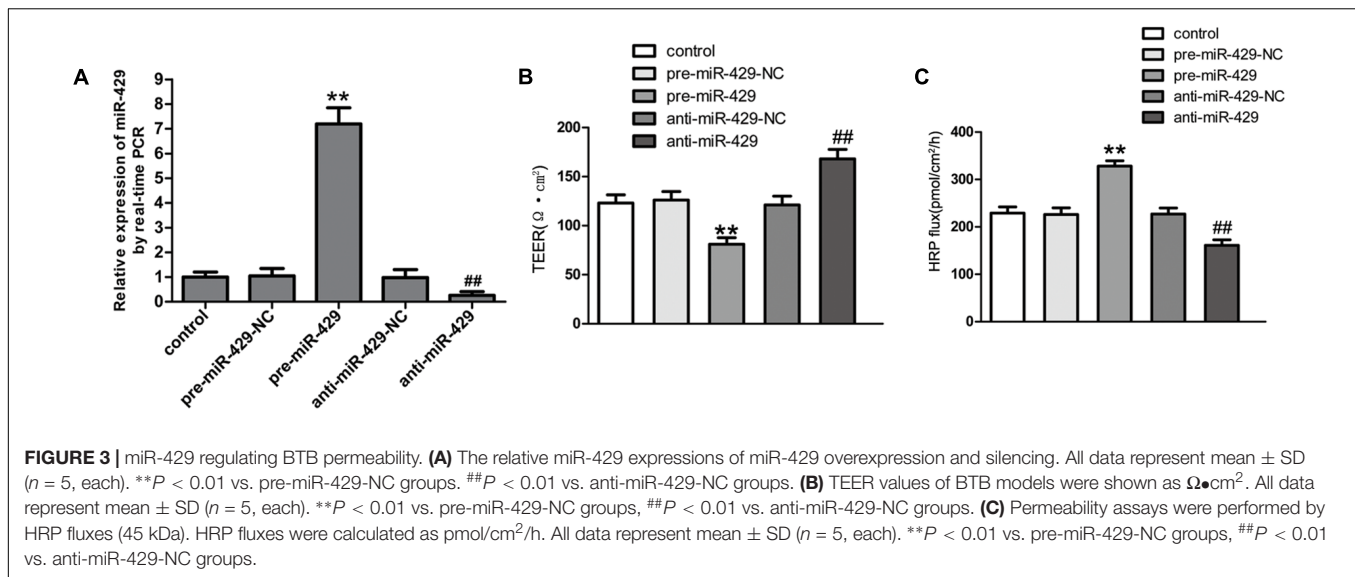 A
Relative expression of miR-429
by real-time PCR
9
8
7
6
5
4
3
2
1
0
**
##
control
pre-miR-429-NC
pre-miR-429
anti-miR-429-NC
anti-miR-429
B
control
pre-miR-429-NC
pre-miR-429
anti-miR-429-NC
anti-miR-429
TEER(Ω • cm²)
200
150
100
50
0
**
##
C
control
pre-miR-429-NC
pre-miR-429
anti-miR-429-NC
anti-miR-429
HRP flux(pmol/cm²/h)
400
300
200
100
0
**
##
FIGURE 3 | miR-429 regulating BTB permeability. (A) The relative miR-429 expressions of miR-429 overexpression and silencing. All data represent mean ± SD
(n = 5, each). **P < 0.01 vs. pre-miR-429-NC groups. ##P < 0.01 vs. anti-miR-429-NC groups. (B) TEER values of BTB models were shown as Ω•cm². All data
represent mean ± SD (n = 5, each). **P < 0.01 vs. pre-miR-429-NC groups, ##P < 0.01 vs. anti-miR-429-NC groups. (C) Permeability assays were performed by
HRP fluxes (45 kDa). HRP fluxes were calculated as pmol/cm²/h. All data represent mean ± SD (n = 5, each). **P < 0.01 vs. pre-miR-429-NC groups, ##P < 0.01
vs. anti-miR-429-NC groups.